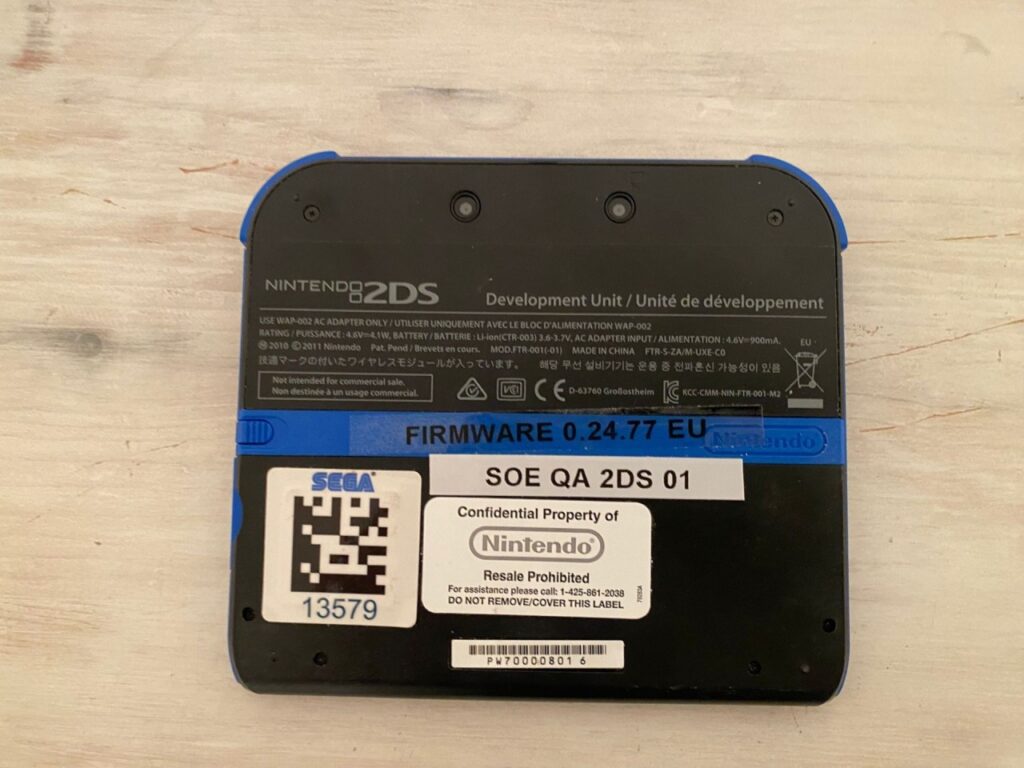 NINTENDO 2DS
Development Unit / Unité de développement
USE WAP-002 AC ADAPTER ONLY / UTILISER UNIQUEMENT AVEC LE BLOC D'ALIMENTATION WAP-002
RATING / PUISSANCE : 4.6V⎓4.1W, BATTERY / BATTERIE : Li-ion(CTR-003) 3.6-3.7V, AC ADAPTER INPUT / ALIMENTATION : 4.6V⎓900mA.
Ⓜ 2010 © 2011 Nintendo Pat. Pend / Brevets en cours. MOD.FTR-001(-01) MADE IN CHINA FTR-S-ZA/M-UXE-C0
EU
技適マークの付いたワイヤレスモジュールが入っています。 해당 무선 설비기기는 운용 중 전파혼신 가능성이 있음
Not intended for commercial sale.
Non destinée à un usage commercial.
VCI
CE
D-63760 Großostheim
KCC-CMM-NIN-FTR-001-M2
FIRMWARE 0.24.77 EU
Nintendo
SOE QA 2DS 01
SEGA
13579
Confidential Property of
Nintendo®
Resale Prohibited
For assistance please call: 1-425-861-2038
DO NOT REMOVE/COVER THIS LABEL
PW70000801 6